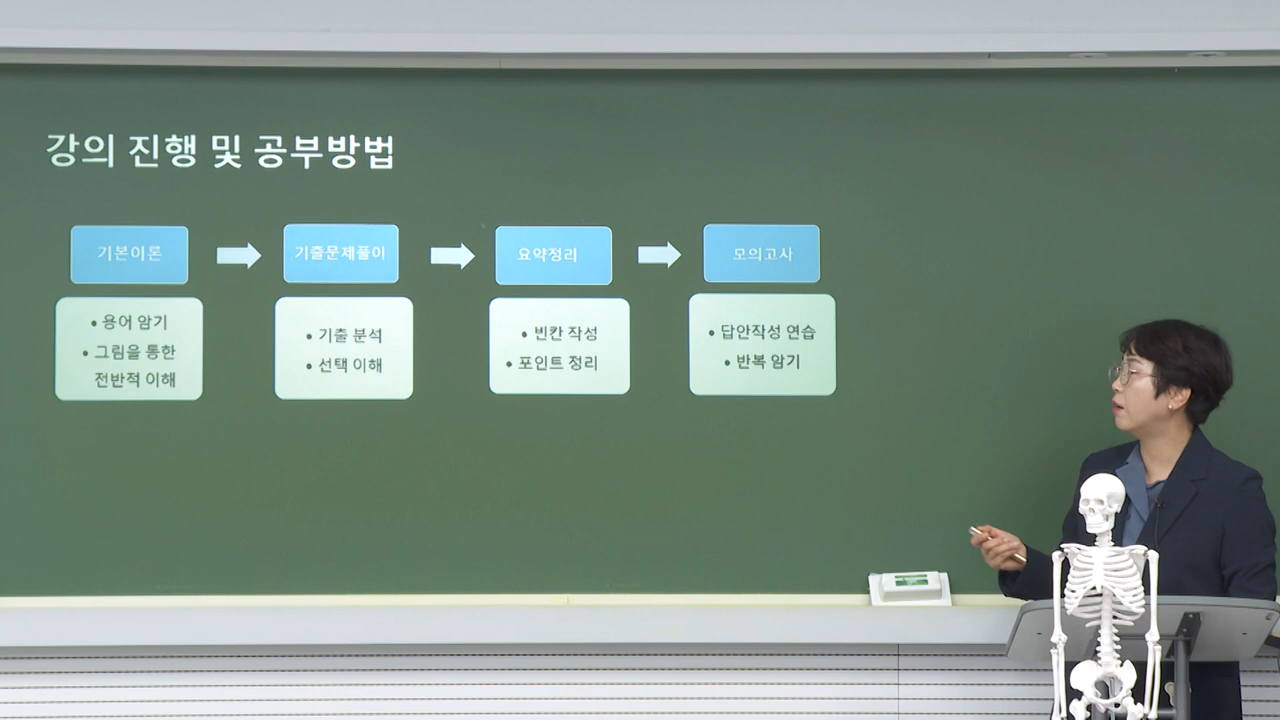 강의 진행 및 공부방법
기본이론
기출문제풀이
요약정리
모의고사
• 용어 암기
• 그림을 통한
전반적 이해
• 기출 분석
• 선택 이해
• 빈칸 작성
• 포인트 정리
• 답안작성 연습
• 반복 암기